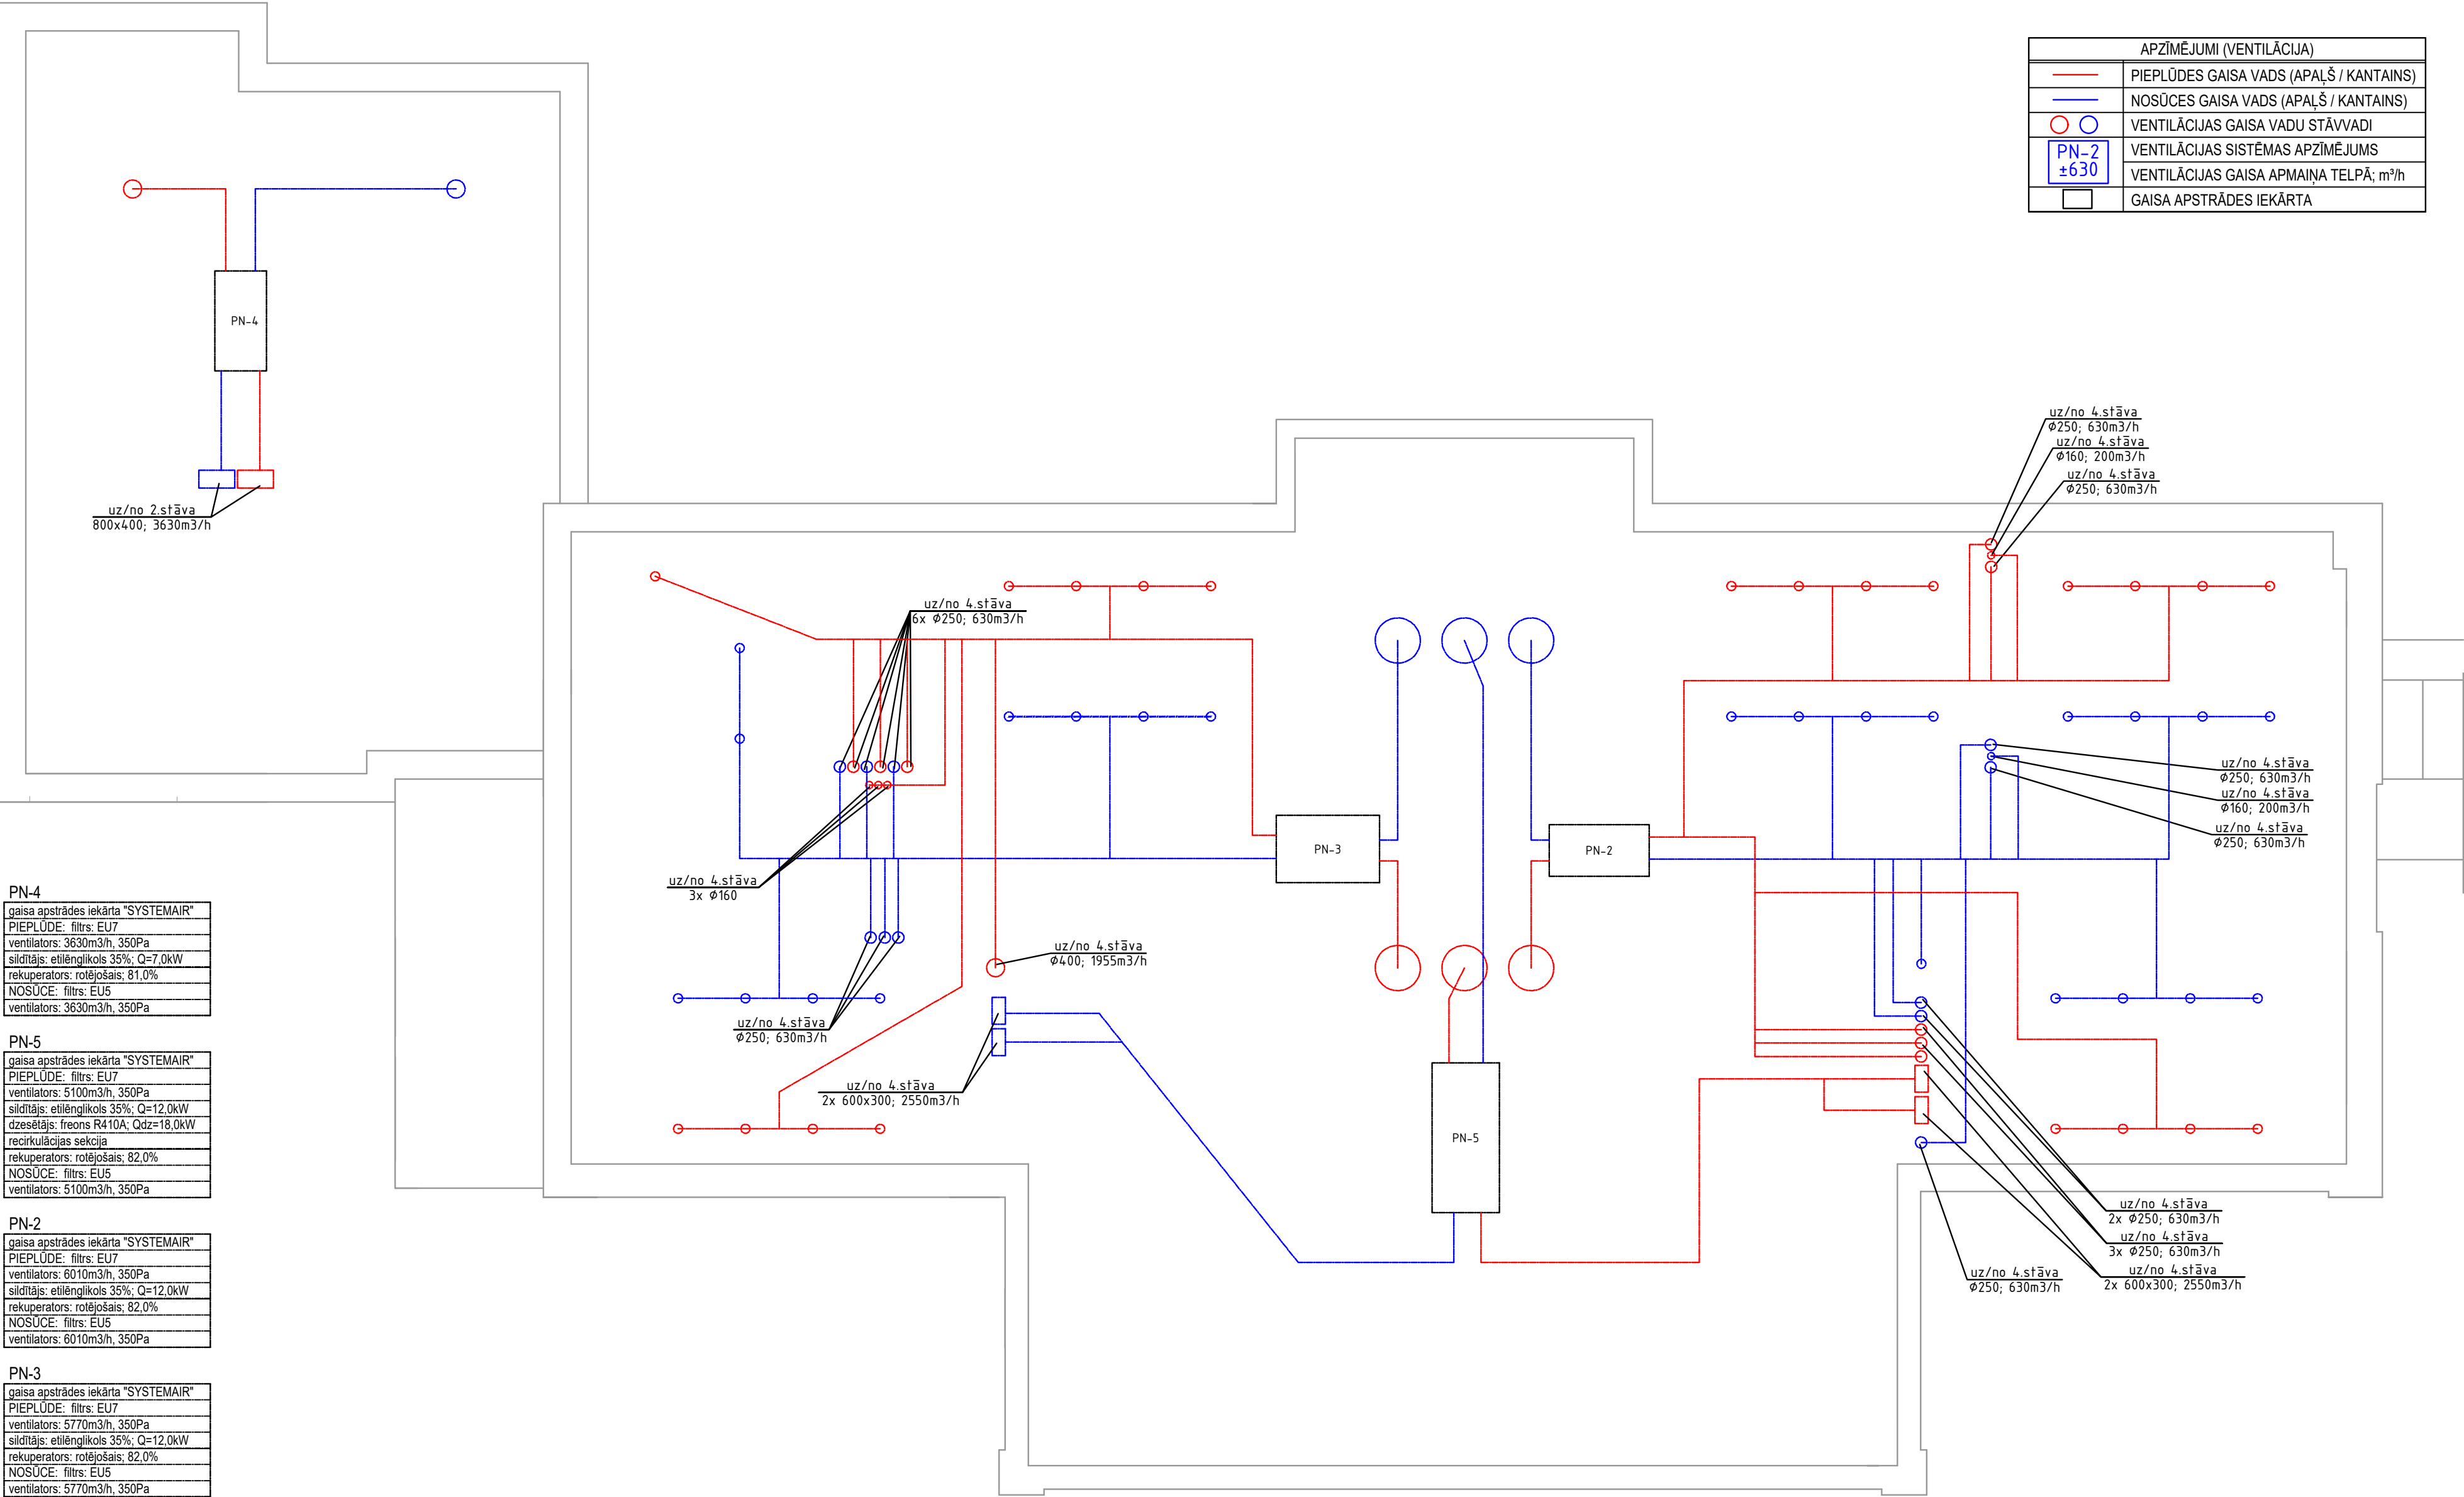 APZĪMĒJUMI (VENTILĀCIJA)
PIEPLŪDES GAISA VADS (APAĻŠ / KANTAINS)
NOSŪCES GAISA VADS (APAĻŠ / KANTAINS)
VENTILĀCIJAS GAISA VADU STĀVVADI
PN-2
±630
VENTILĀCIJAS SISTĒMAS APZĪMĒJUMS
VENTILĀCIJAS GAISA APMAIŅA TELPĀ; m³/h
GAISA APSTRĀDES IEKĀRTA
PN-4
uz/no 2.stāva
800x400; 3630m3/h
uz/no 4.stāva
ϕ250; 630m3/h
uz/no 4.stāva
ϕ160; 200m3/h
uz/no 4.stāva
ϕ250; 630m3/h
uz/no 4.stāva
6x ϕ250; 630m3/h
uz/no 4.stāva
ϕ250; 630m3/h
uz/no 4.stāva
ϕ160; 200m3/h
uz/no 4.stāva
ϕ250; 630m3/h
PN-3
PN-2
uz/no 4.stāva
3x ϕ160
uz/no 4.stāva
ϕ400; 1955m3/h
uz/no 4.stāva
ϕ250; 630m3/h
uz/no 4.stāva
2x 600x300; 2550m3/h
PN-5
uz/no 4.stāva
2x ϕ250; 630m3/h
uz/no 4.stāva
3x ϕ250; 630m3/h
uz/no 4.stāva
2x 600x300; 2550m3/h
uz/no 4.stāva
ϕ250; 630m3/h
PN-4
gaisa apstrādes iekārta "SYSTEMAIR"
PIEPLŪDE: filtrs: EU7
ventilators: 3630m3/h, 350Pa
sildītājs: etilēnglikols 35%; Q=7,0kW
rekuperators: rotējošais; 81,0%
NOSŪCE: filtrs: EU5
ventilators: 3630m3/h, 350Pa
PN-5
gaisa apstrādes iekārta "SYSTEMAIR"
PIEPLŪDE: filtrs: EU7
ventilators: 5100m3/h, 350Pa
sildītājs: etilēnglikols 35%; Q=12,0kW
dzesētājs: freons R410A; Qdz=18,0kW
recirkulācijas sekcija
rekuperators: rotējošais; 82,0%
NOSŪCE: filtrs: EU5
ventilators: 5100m3/h, 350Pa
PN-2
gaisa apstrādes iekārta "SYSTEMAIR"
PIEPLŪDE: filtrs: EU7
ventilators: 6010m3/h, 350Pa
sildītājs: etilēnglikols 35%; Q=12,0kW
rekuperators: rotējošais; 82,0%
NOSŪCE: filtrs: EU5
ventilators: 6010m3/h, 350Pa
PN-3
gaisa apstrādes iekārta "SYSTEMAIR"
PIEPLŪDE: filtrs: EU7
ventilators: 5770m3/h, 350Pa
sildītājs: etilēnglikols 35%; Q=12,0kW
rekuperators: rotējošais; 82,0%
NOSŪCE: filtrs: EU5
ventilators: 5770m3/h, 350Pa